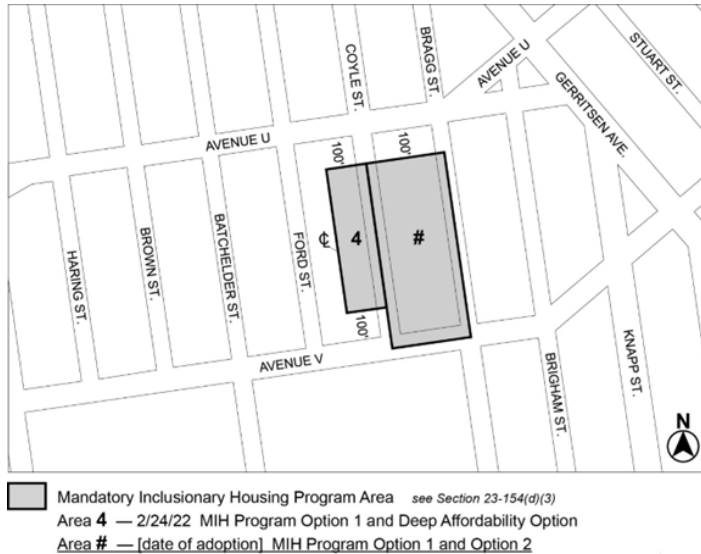 COYLE ST.
BRAGG ST.
STUART ST.
AVENUE U
GERRITSEN AVE.
AVENUE U
100'
100'
HARING ST.
BROWN ST.
BATCHELDER ST.
FORD ST.
℄
4
#
100'
AVENUE V
BRIGHAM ST.
KNAPP ST.
N
Mandatory Inclusionary Housing Program Area see Section 23-154(d)(3)
Area 4 — 2/24/22 MIH Program Option 1 and Deep Affordability Option
Area # — [date of adoption] MIH Program Option 1 and Option 2